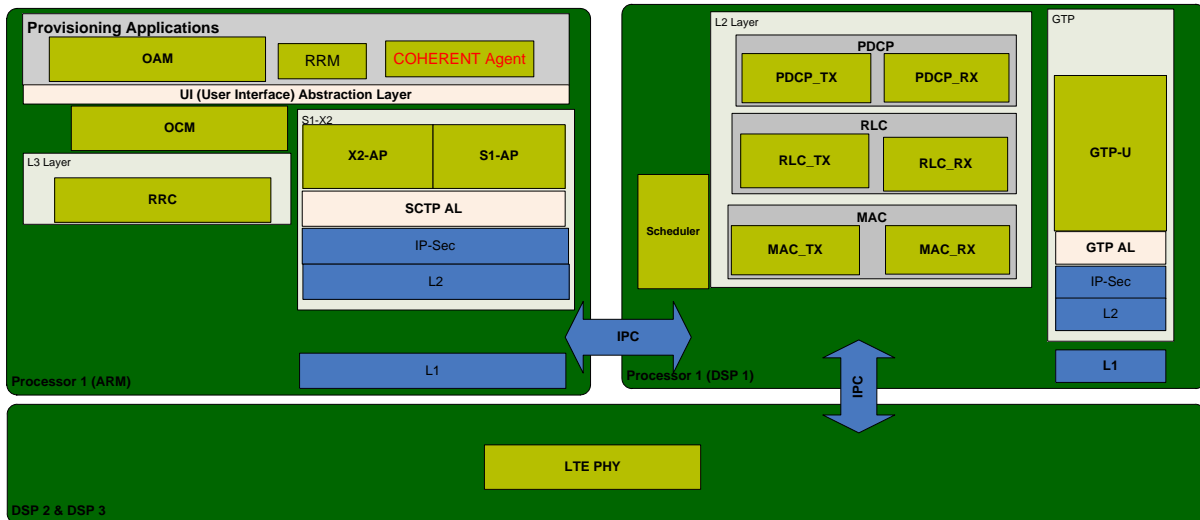 Provisioning Applications
OAM
RRM
COHERENT Agent
UI (User Interface) Abstraction Layer
OCM
L3 Layer
RRC
S1-X2
X2-AP
S1-AP
SCTP AL
IP-Sec
L2
L1
Processor 1 (ARM)
IPC
L2 Layer
PDCP
PDCP_TX
PDCP_RX
RLC
RLC_TX
RLC_RX
MAC
MAC_TX
MAC_RX
Scheduler
GTP
GTP-U
GTP AL
IP-Sec
L2
L1
Processor 1 (DSP 1)
IPC
LTE PHY
DSP 2 & DSP 3